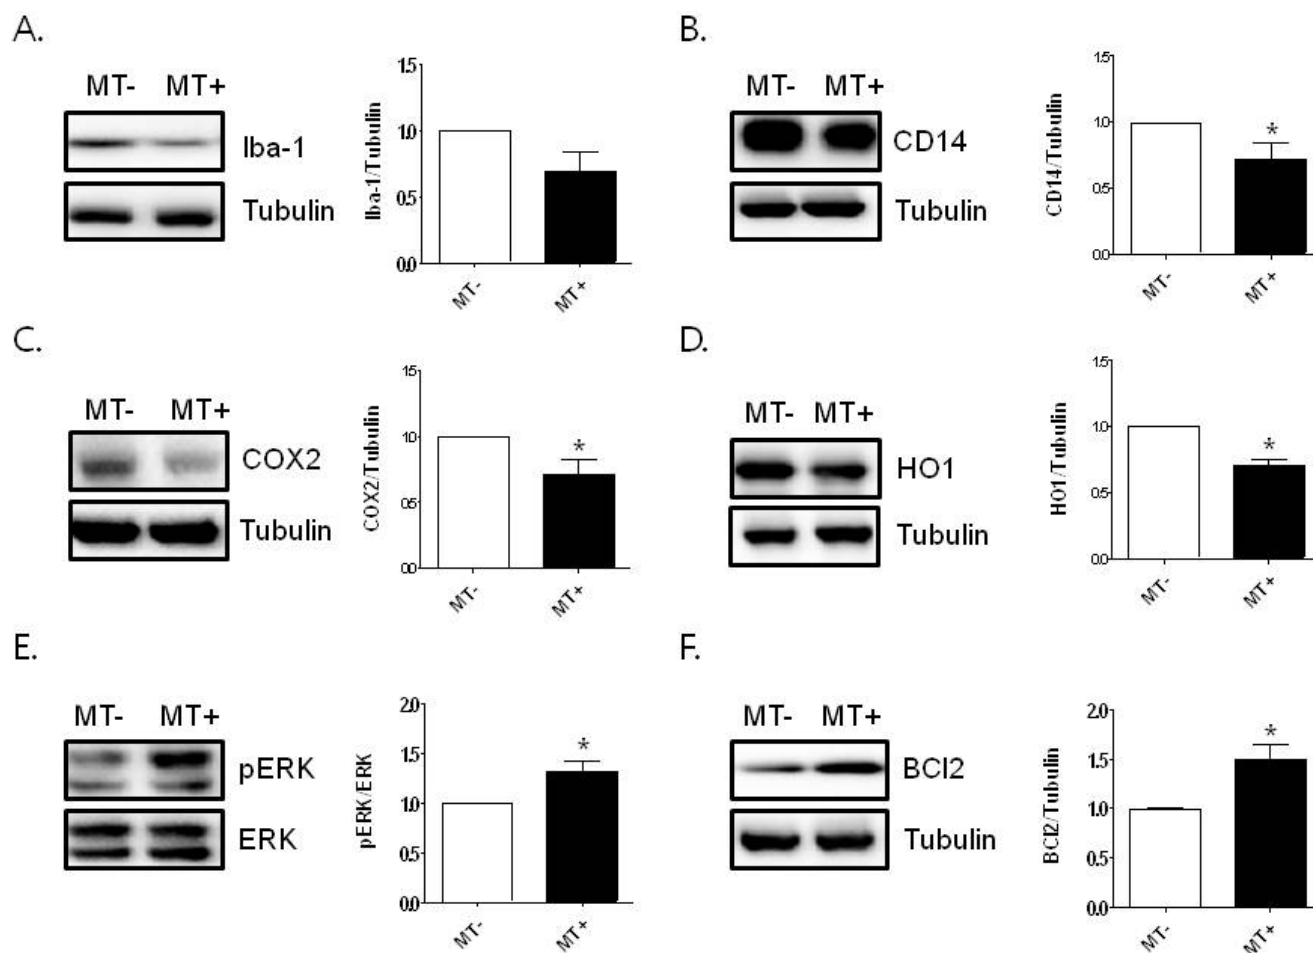 A.
MT- MT+
Iba-1
Tubulin
Iba-1/Tubulin
1.5
1.0
0.5
0.0
MT-
MT+
B.
MT- MT+
CD14
Tubulin
CD14/Tubulin
1.5
1.0
0.5
0.0
*
MT-
MT+
C.
MT- MT+
COX2
Tubulin
COX2/Tubulin
1.5
1.0
0.5
0.0
*
MT-
MT+
D.
MT- MT+
HO1
Tubulin
HO1/Tubulin
1.5
1.0
0.5
0.0
*
MT-
MT+
E.
MT- MT+
pERK
ERK
pERK/ERK
2.0
1.5
1.0
0.5
0.0
*
MT-
MT+
F.
MT- MT+
BCl2
Tubulin
BCl2/Tubulin
2.0
1.5
1.0
0.5
0.0
*
MT-
MT+